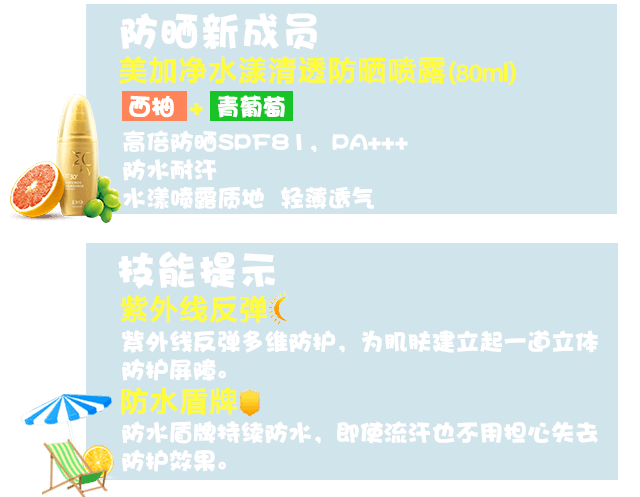 防晒新成员
美加净水漾清透防晒喷露(80ml)
西柚 + 青葡萄
高倍防晒SPF81，PA+++
防水耐汗
水漾喷露质地 轻薄透气
技能提示
紫外线反弹
紫外线反弹多维防护，为肌肤建立起一道立体
防护屏障。
防水盾牌
防水盾牌持续防水，即使流汗也不用担心失去
防护效果。